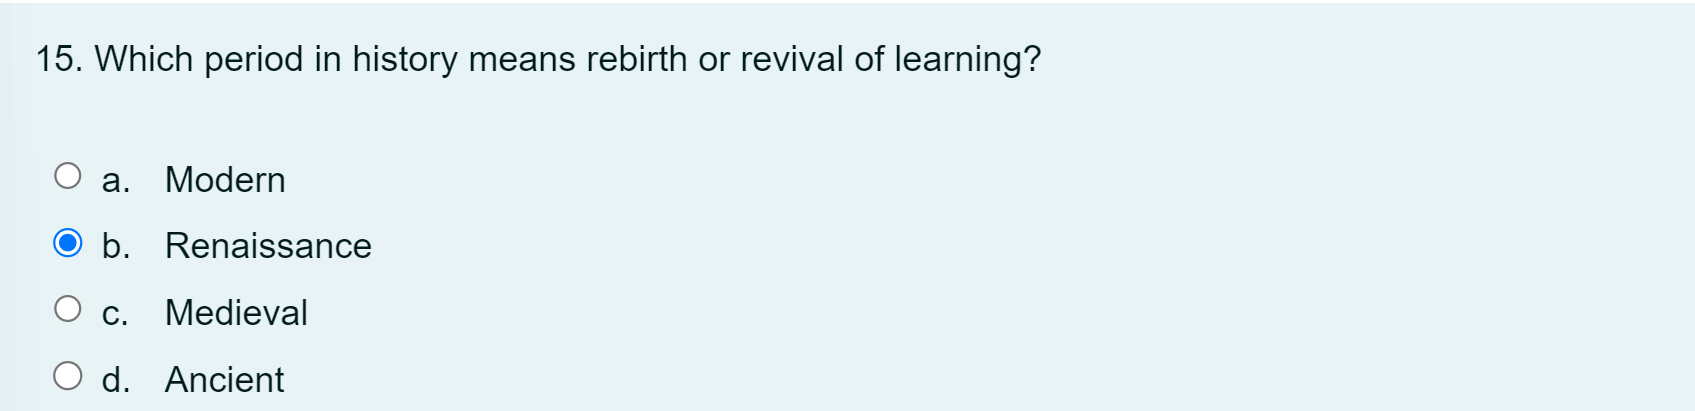 15. Which period in history means rebirth or revival of learning?
a. Modern
b. Renaissance
c. Medieval
d. Ancient